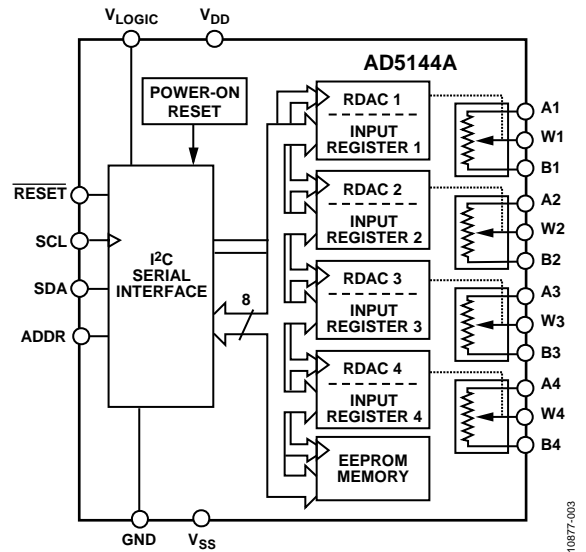 VLOGIC
VDD
AD5144A
POWER-ON
RESET
RDAC 1
INPUT
REGISTER 1
A1
W1
B1
RESET
SCL
SDA
ADDR
I2C
SERIAL
INTERFACE
8
RDAC 2
INPUT
REGISTER 2
A2
W2
B2
RDAC 3
INPUT
REGISTER 3
A3
W3
B3
RDAC 4
INPUT
REGISTER 4
A4
W4
B4
EEPROM
MEMORY
GND
VSS
10877-003